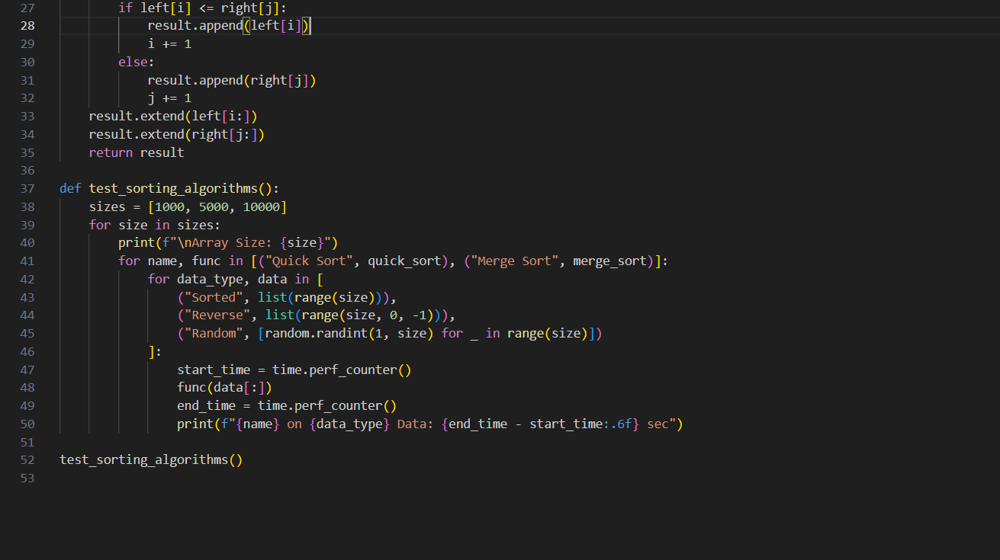 27 if left[i] <= right[j]:
28 result.append(left[i])
29 i += 1
30 else:
31 result.append(right[j])
32 j += 1
33 result.extend(left[i:])
34 result.extend(right[j:])
35 return result
36
37 def test_sorting_algorithms():
38 sizes = [1000, 5000, 10000]
39 for size in sizes:
40 print(f"\nArray Size: {size}")
41 for name, func in [("Quick Sort", quick_sort), ("Merge Sort", merge_sort)]:
42 for data_type, data in [
43 ("Sorted", list(range(size))),
44 ("Reverse", list(range(size, 0, -1))),
45 ("Random", [random.randint(1, size) for _ in range(size)])
46 ]:
47 start_time = time.perf_counter()
48 func(data[:])
49 end_time = time.perf_counter()
50 print(f"{name} on {data_type} Data: {end_time - start_time:.6f} sec")
51
52 test_sorting_algorithms()
53